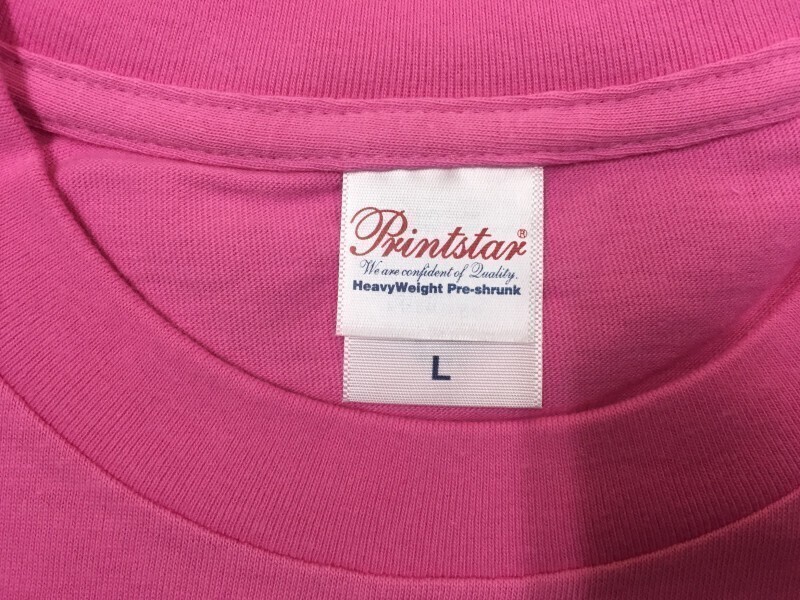 Printstar®
We are confident of Quality.
HeavyWeight Pre-shrunk
L